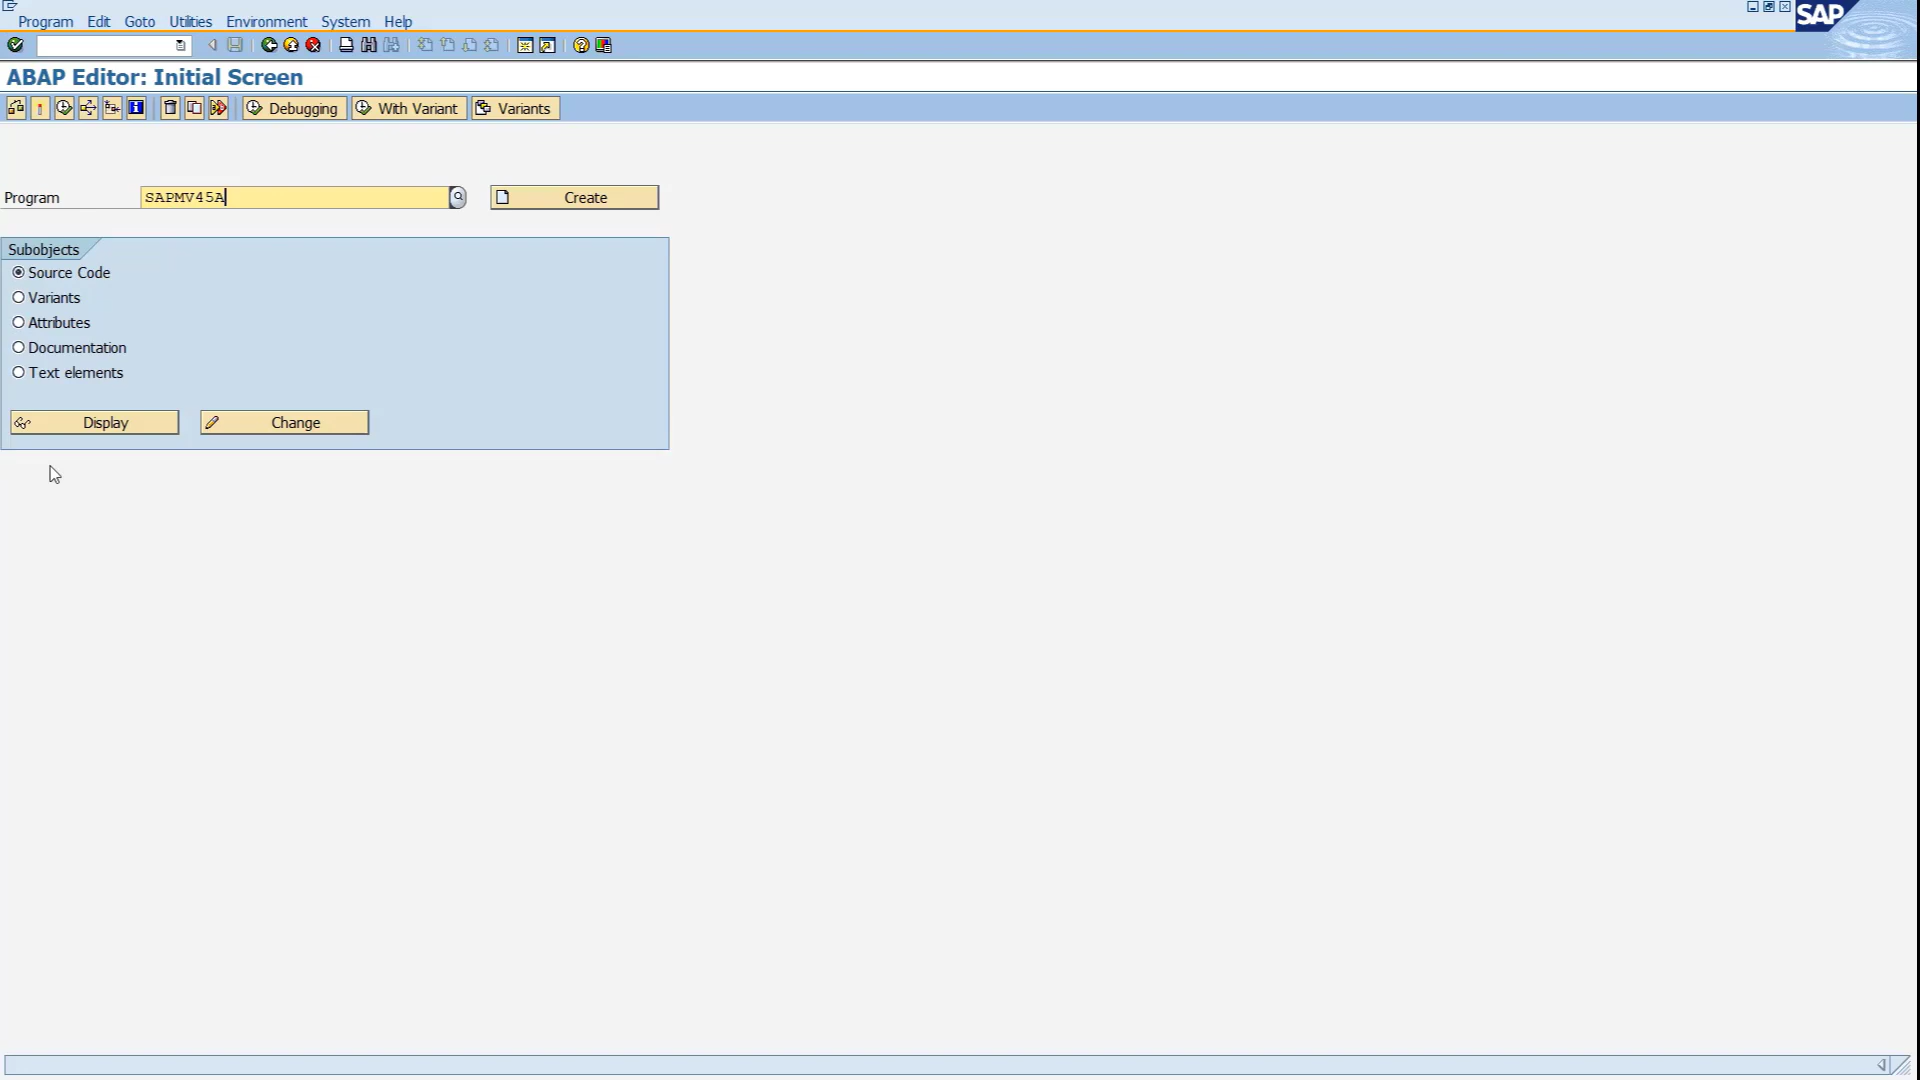 Program Edit Goto Utilities Environment System Help
SAP
ABAP Editor: Initial Screen
Debugging With Variant Variants
Program SAPMV45A Create
Subobjects
Source Code
Variants
Attributes
Documentation
Text elements
Display Change